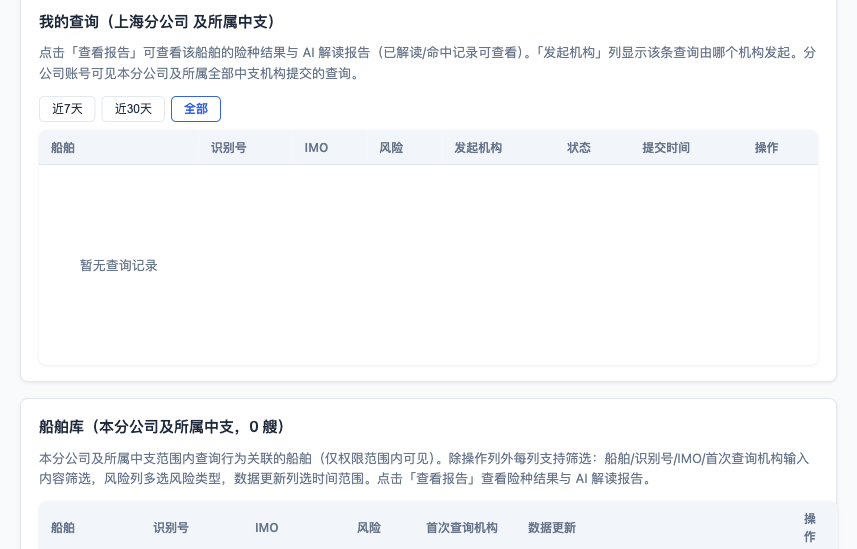 我的查询（上海分公司 及所属中支）
点击「查看报告」可查看该船舶的险种结果与 AI 解读报告（已解读/命中记录可查看）。「发起机构」列显示该条查询由哪个机构发起。分
公司账号可见本分公司及所属全部中支机构提交的查询。
近7天 近30天 全部
船舶 识别号 IMO 风险 发起机构 状态 提交时间 操作
暂无查询记录
船舶库（本分公司及所属中支，0 艘）
本分公司及所属中支范围内查询行为关联的船舶（仅权限范围内可见）。除操作列外每列支持筛选：船舶/识别号/IMO/首次查询机构输入
内容筛选，风险列多选风险类型，数据更新列选时间范围。点击「查看报告」查看险种结果与 AI 解读报告。
船舶 识别号 IMO 风险 首次查询机构 数据更新 操
作